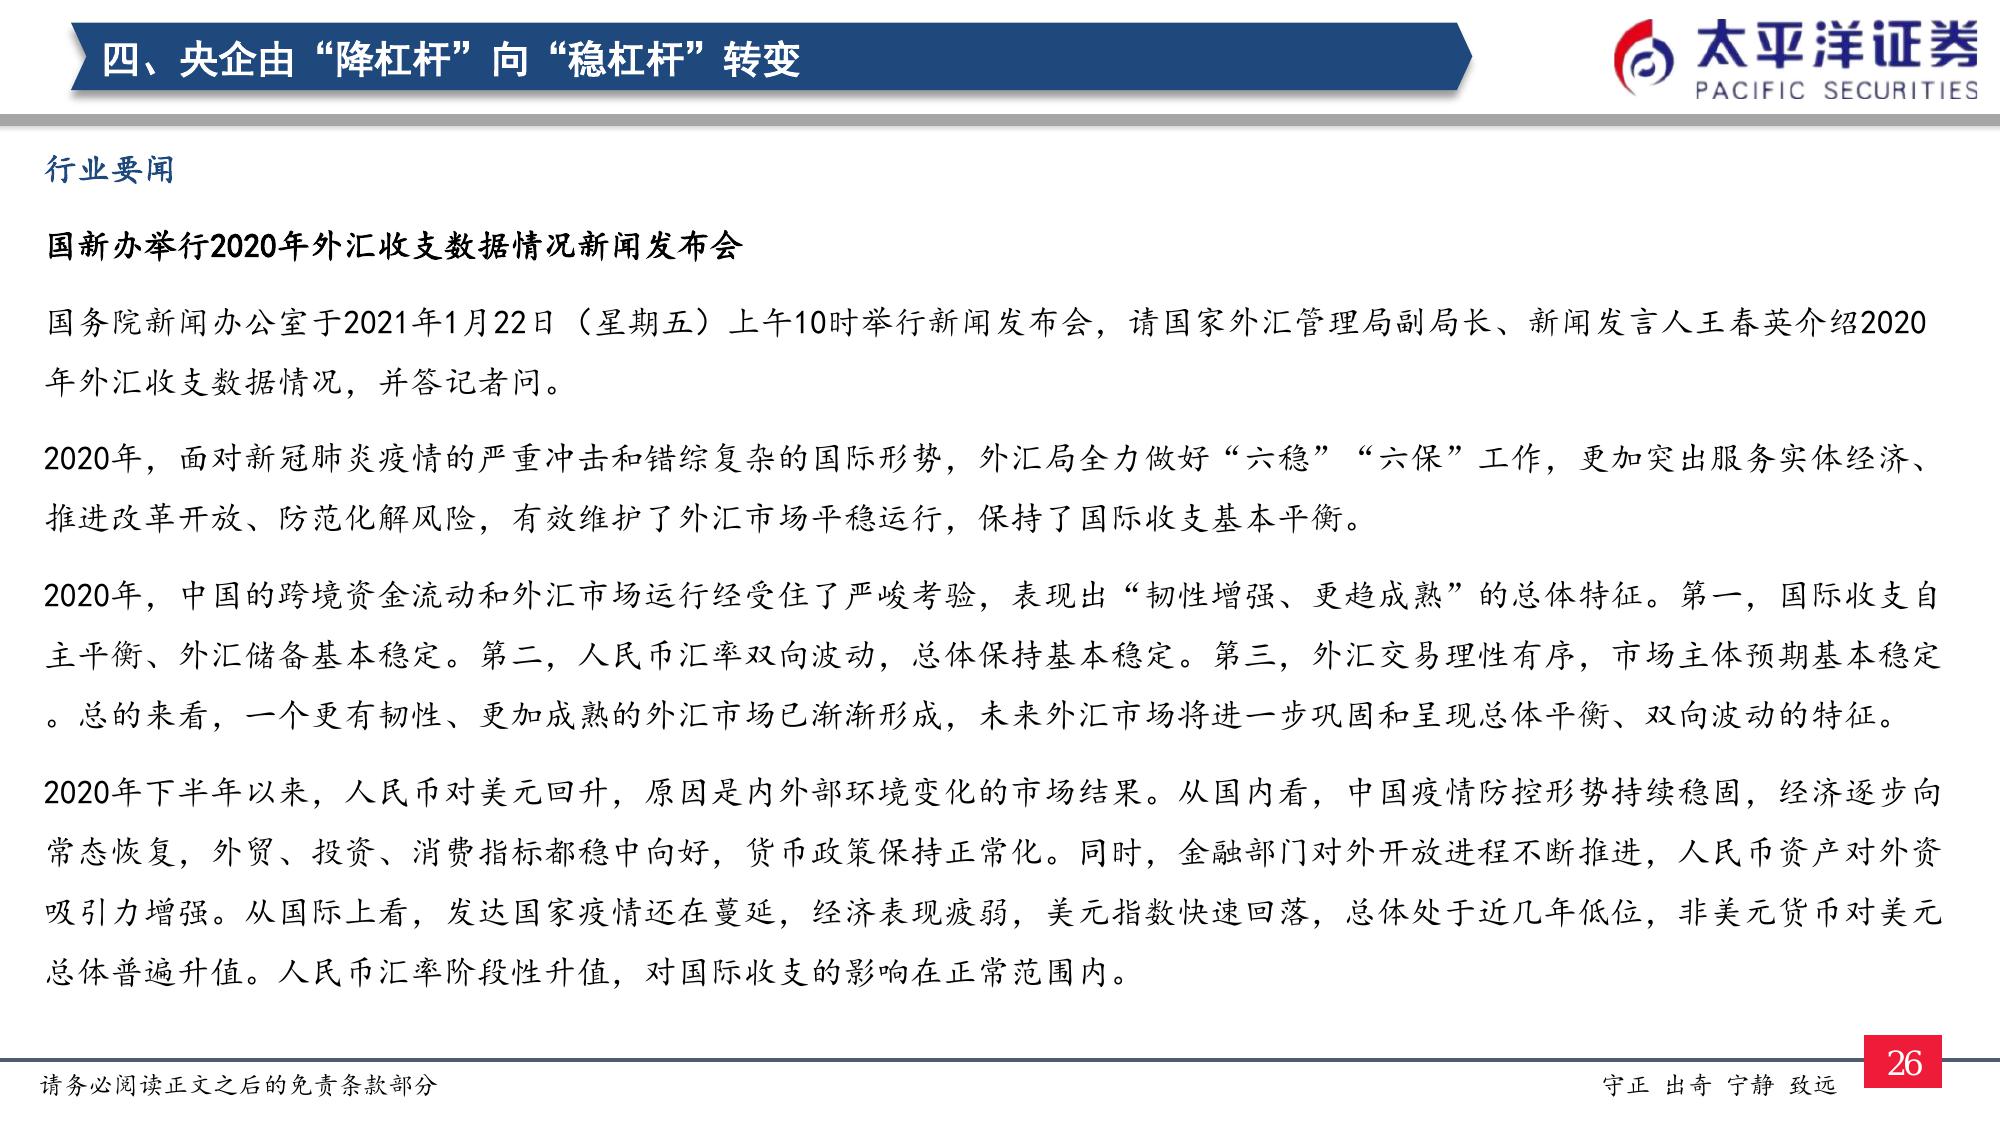 四、央企由“降杠杆”向“稳杠杆”转变
太平洋证券
PACIFIC SECURITIES
行业要闻
国新办举行2020年外汇收支数据情况新闻发布会
国务院新闻办公室于2021年1月22日（星期五）上午10时举行新闻发布会，请国家外汇管理局副局长、新闻发言人王春英介绍2020
年外汇收支数据情况，并答记者问。
2020年，面对新冠肺炎疫情的严重冲击和错综复杂的国际形势，外汇局全力做好“六稳”“六保”工作，更加突出服务实体经济、
推进改革开放、防范化解风险，有效维护了外汇市场平稳运行，保持了国际收支基本平衡。
2020年，中国的跨境资金流动和外汇市场运行经受住了严峻考验，表现出“韧性增强、更趋成熟”的总体特征。第一，国际收支自
主平衡、外汇储备基本稳定。第二，人民币汇率双向波动，总体保持基本稳定。第三，外汇交易理性有序，市场主体预期基本稳定
。总的来看，一个更有韧性、更加成熟的外汇市场已渐渐形成，未来外汇市场将进一步巩固和呈现总体平衡、双向波动的特征。
2020年下半年以来，人民币对美元回升，原因是内外部环境变化的市场结果。从国内看，中国疫情防控形势持续稳固，经济逐步向
常态恢复，外贸、投资、消费指标都稳中向好，货币政策保持正常化。同时，金融部门对外开放进程不断推进，人民币资产对外资
吸引力增强。从国际上看，发达国家疫情还在蔓延，经济表现疲弱，美元指数快速回落，总体处于近几年低位，非美元货币对美元
总体普遍升值。人民币汇率阶段性升值，对国际收支的影响在正常范围内。
请务必阅读正文之后的免责条款部分
守正 出奇 宁静 致远
26